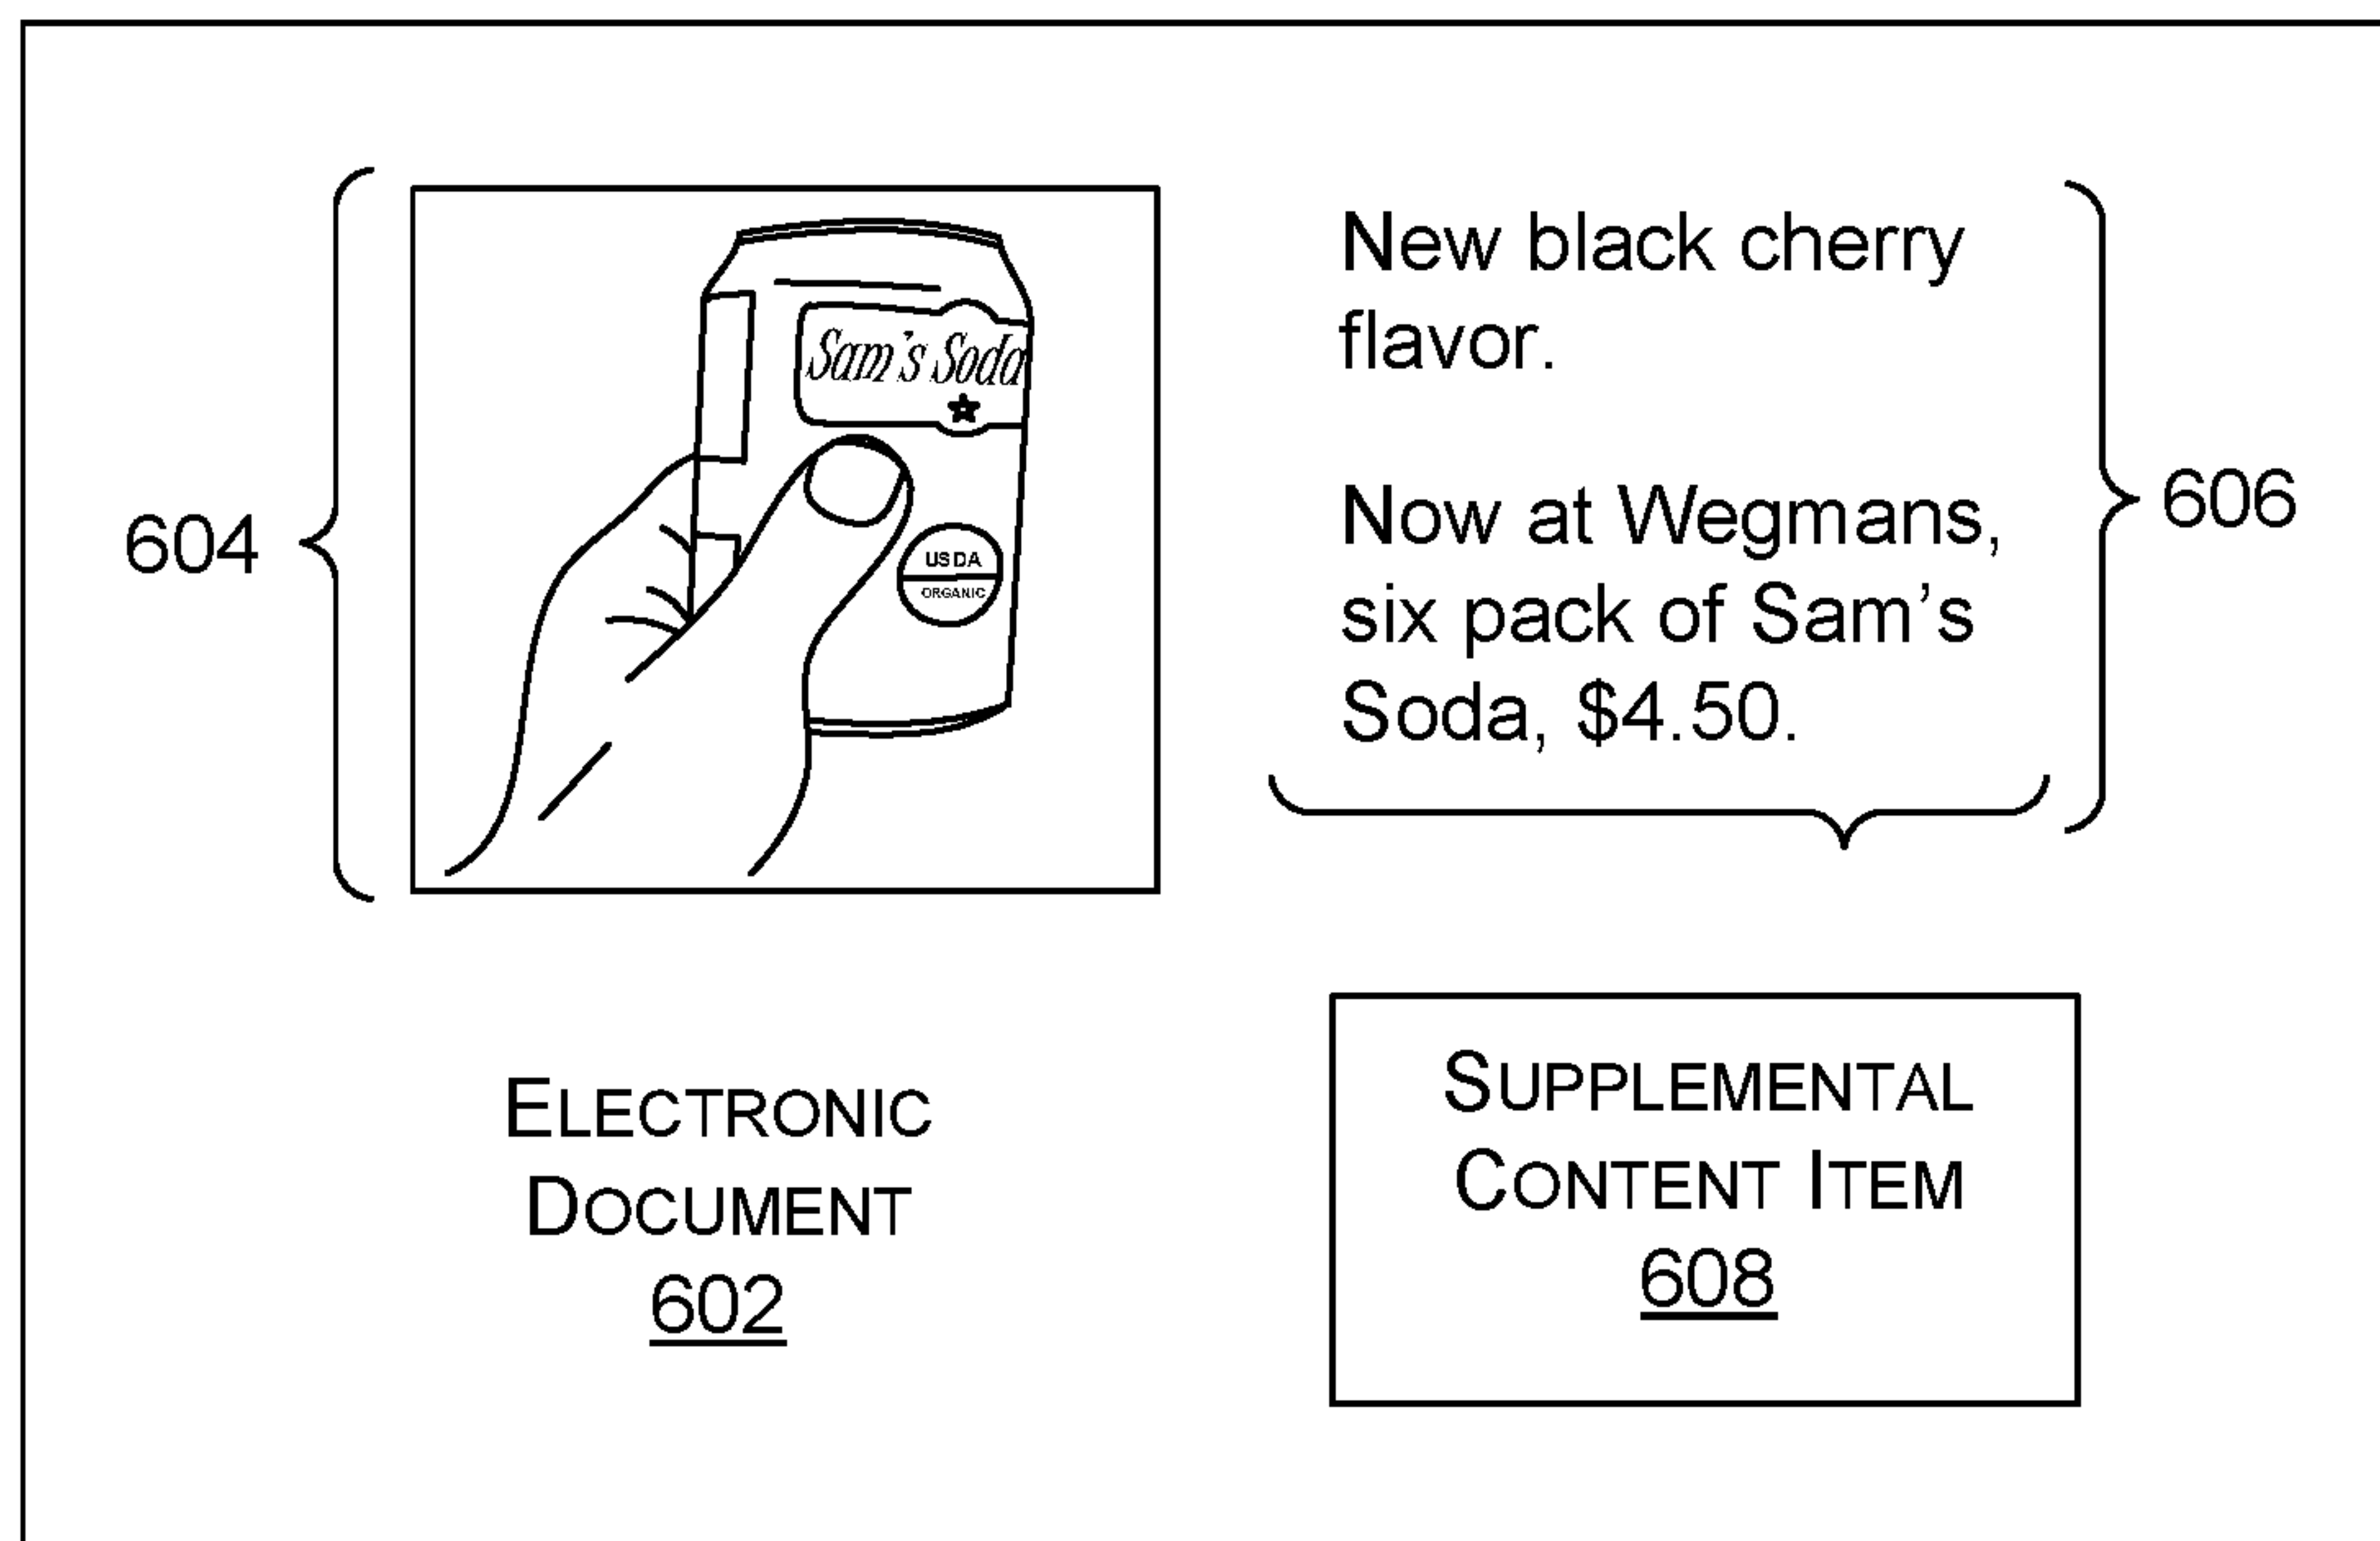 604
Sam's Soda
USDA
ORGANIC
New black cherry
flavor.
Now at Wegmans,
six pack of Sam’s
Soda, $4.50.
606
ELECTRONIC
DOCUMENT
602
SUPPLEMENTAL
CONTENT ITEM
608